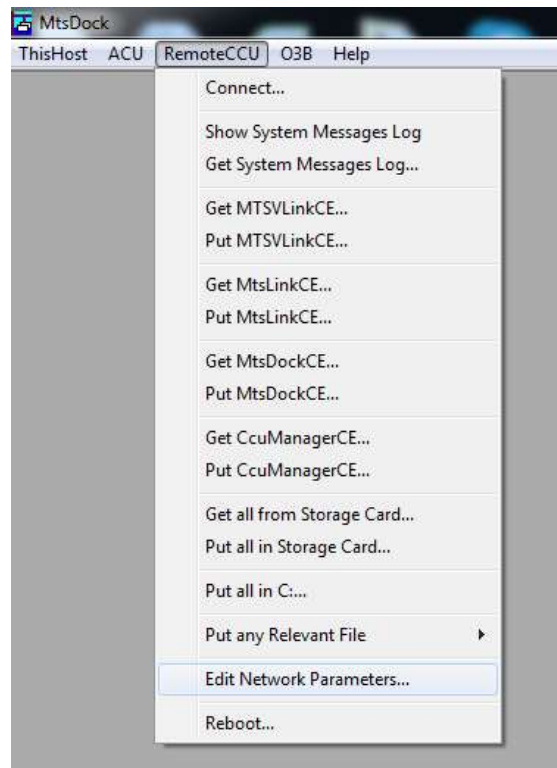 MtsDock
ThisHost ACU RemoteCCU O3B Help
Connect...
Show System Messages Log
Get System Messages Log...
Get MTSVLinkCE...
Put MTSVLinkCE...
Get MtsLinkCE...
Put MtsLinkCE...
Get MtsDockCE...
Put MtsDockCE...
Get CcuManagerCE...
Put CcuManagerCE...
Get all from Storage Card...
Put all in Storage Card...
Put all in C:...
Put any Relevant File
Edit Network Parameters...
Reboot...